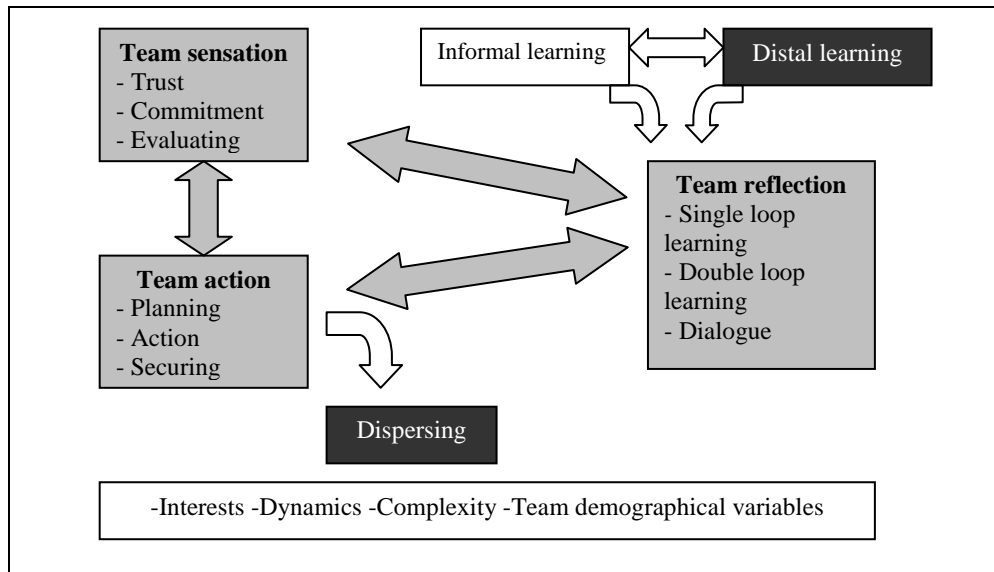 Team sensation
- Trust
- Commitment
- Evaluating
Informal learning
Distal learning
Team reflection
- Single loop
learning
- Double loop
learning
- Dialogue
Team action
- Planning
- Action
- Securing
Dispersing
-Interests -Dynamics -Complexity -Team demographical variables